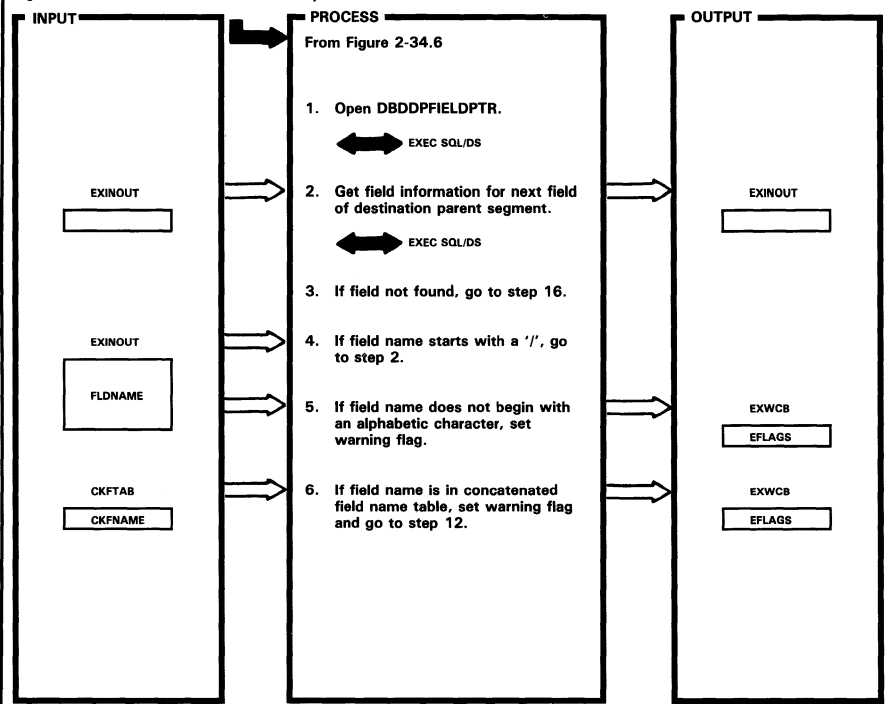 INPUT
PROCESS
OUTPUT
From Figure 2-34.6
1. Open DBDDPFIELDPTR.
EXEC SQL/DS
EXINOUT
2. Get field information for next field
of destination parent segment.
EXINOUT
EXEC SQL/DS
3. If field not found, go to step 16.
EXINOUT
4. If field name starts with a '/', go
to step 2.
FLDNAME
5. If field name does not begin with
an alphabetic character, set
warning flag.
EXWCB
EFLAGS
CKFTAB
CKFNAME
6. If field name is in concatenated
field name table, set warning flag
and go to step 12.
EXWCB
EFLAGS